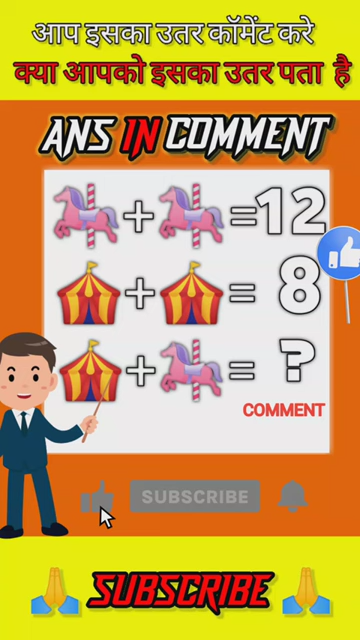 आप इसका उतर कॉमेंट करे
क्या आपको इसका उतर पता है
ANS IN COMMENT
+ =12
+ = 8
+ = ?
COMMENT
SUBSCRIBE
SUBSCRIBE